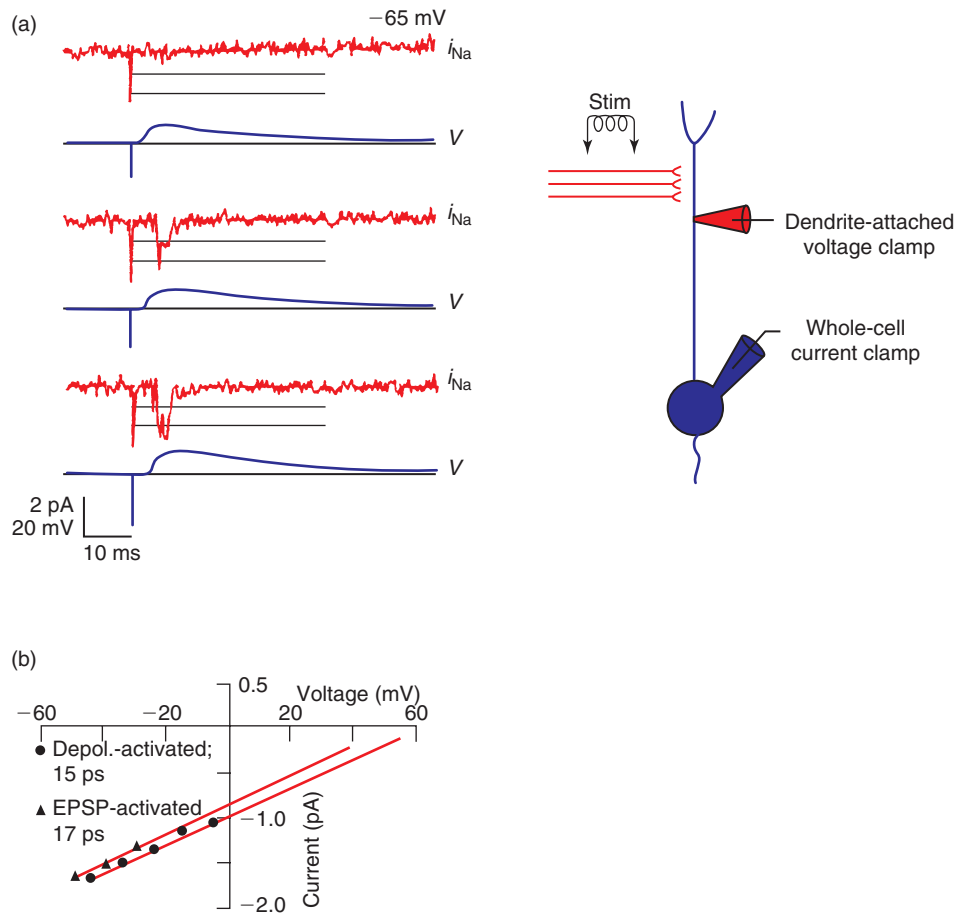 (a)
−65 mV
iNa
V
iNa
V
iNa
V
2 pA
20 mV
10 ms
Stim
Dendrite-attached
voltage clamp
Whole-cell
current clamp
(b)
0.5
Voltage (mV)
−60
−20
20
60
● Depol.-activated;
15 ps
▲ EPSP-activated
17 ps
−1.0
−2.0
Current (pA)